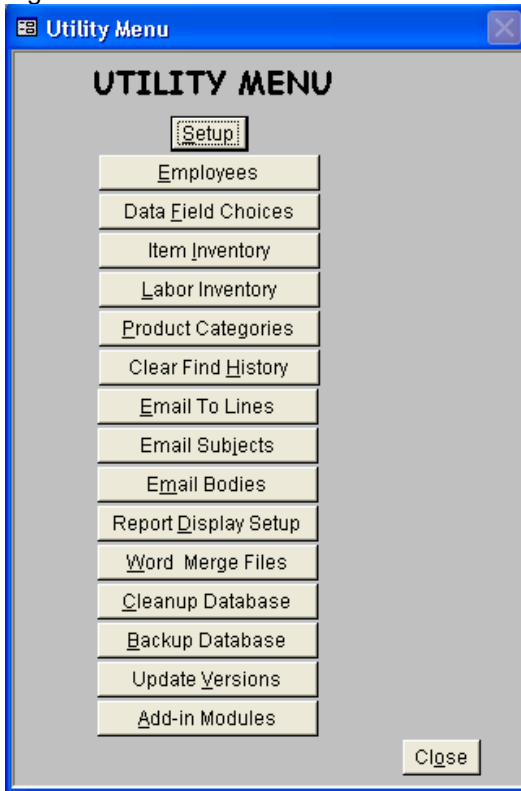 Utility Menu
UTILITY MENU
Setup
Employees
Data Field Choices
Item Inventory
Labor Inventory
Product Categories
Clear Find History
Email To Lines
Email Subjects
Email Bodies
Report Display Setup
Word Merge Files
Cleanup Database
Backup Database
Update Versions
Add-in Modules
Close